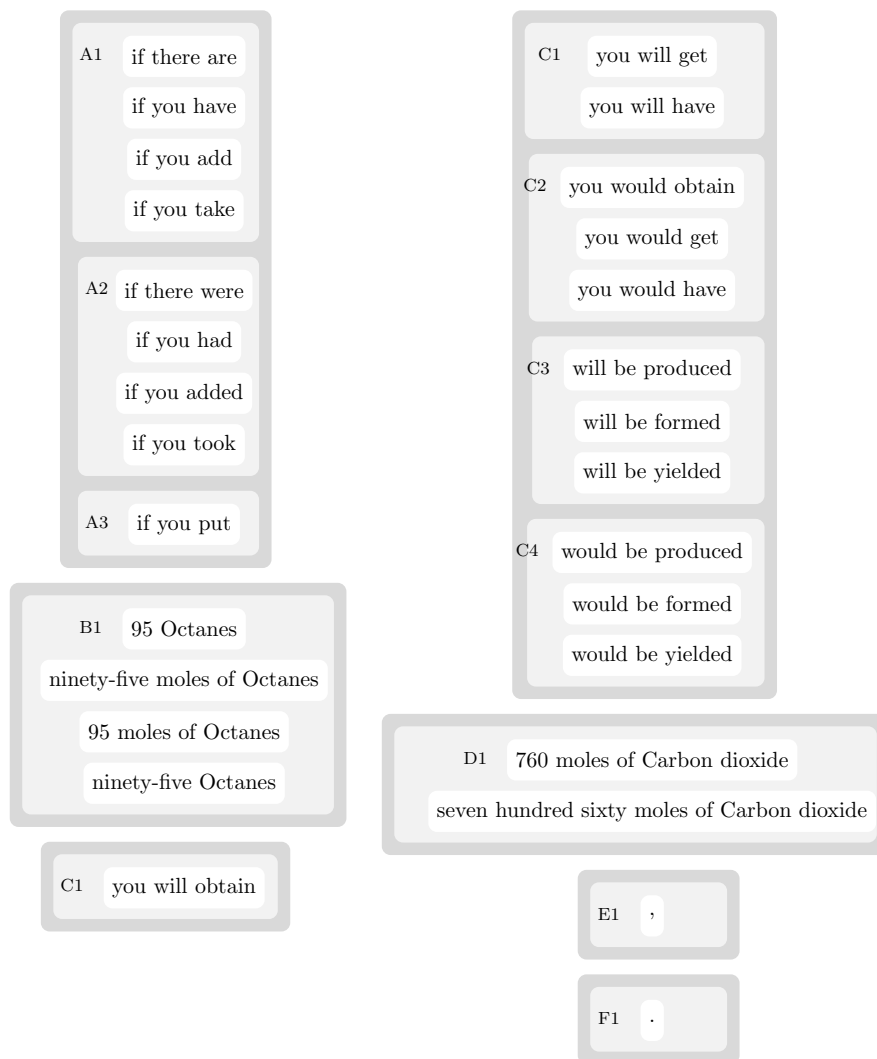 A1 if there are
if you have
if you add
if you take
A2 if there were
if you had
if you added
if you took
A3 if you put
B1 95 Octanes
ninety-five moles of Octanes
95 moles of Octanes
ninety-five Octanes
C1 you will obtain
C1 you will get
you will have
C2 you would obtain
you would get
you would have
C3 will be produced
will be formed
will be yielded
C4 would be produced
would be formed
would be yielded
D1 760 moles of Carbon dioxide
seven hundred sixty moles of Carbon dioxide
E1 ,
F1 .